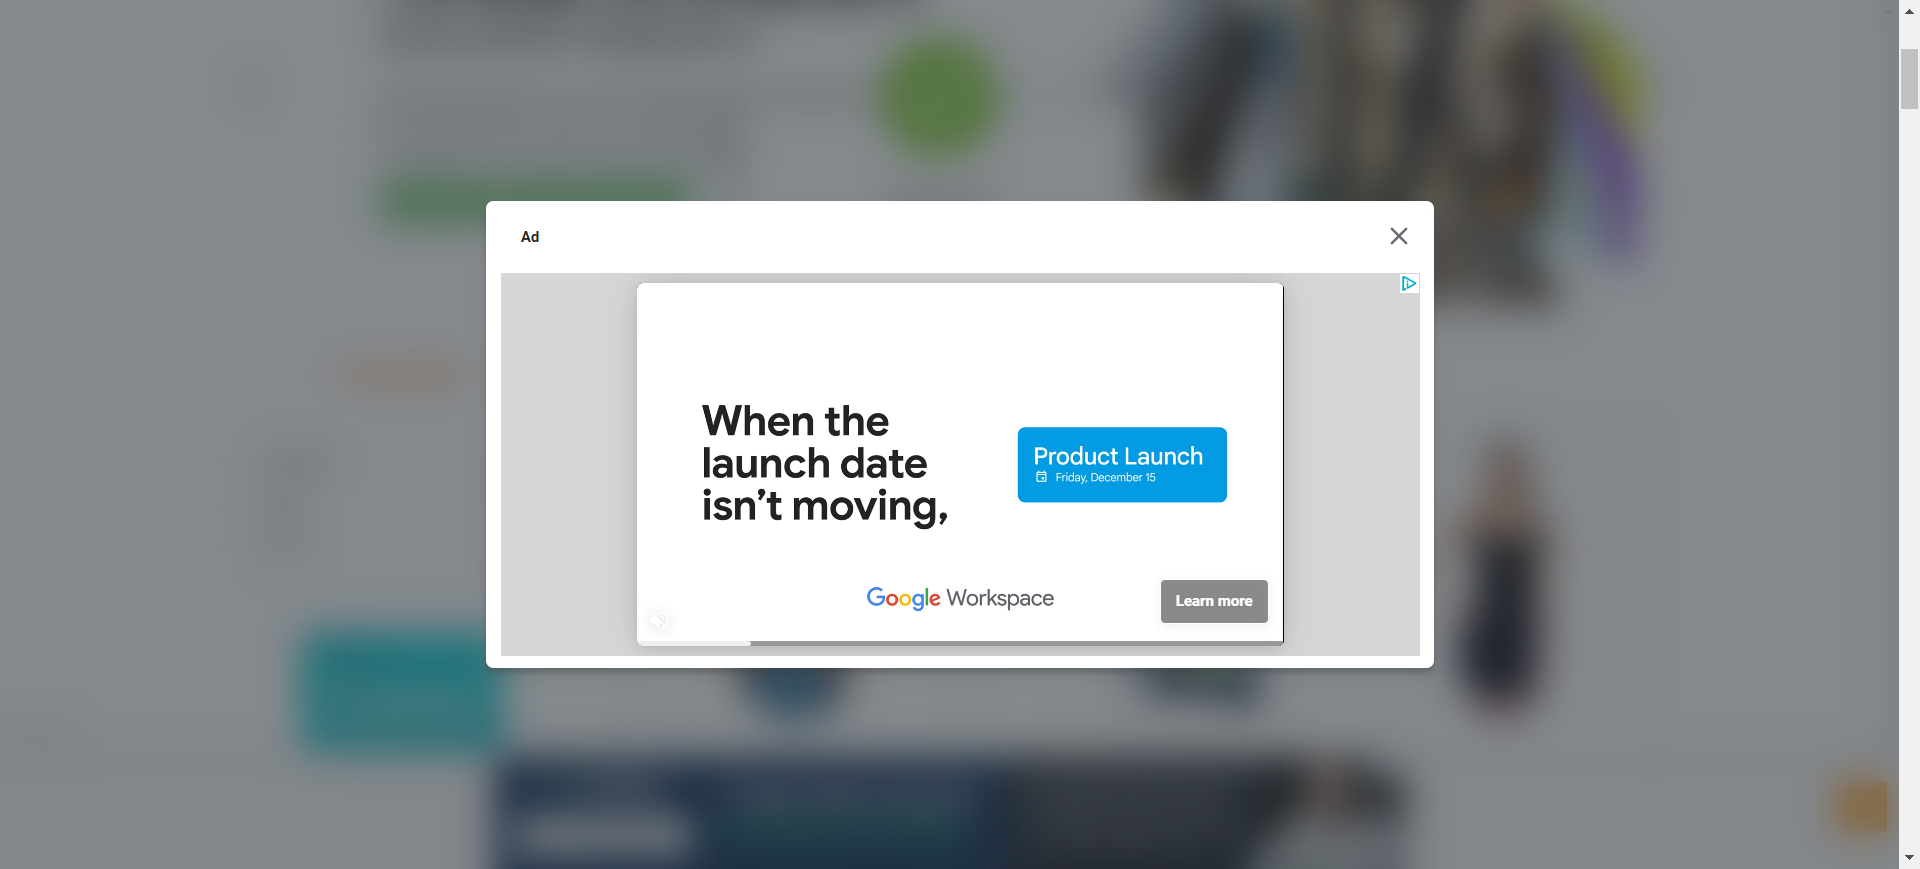 Ad
When the
launch date
isn’t moving,
Product Launch
Friday, December 15
Google Workspace
Learn more